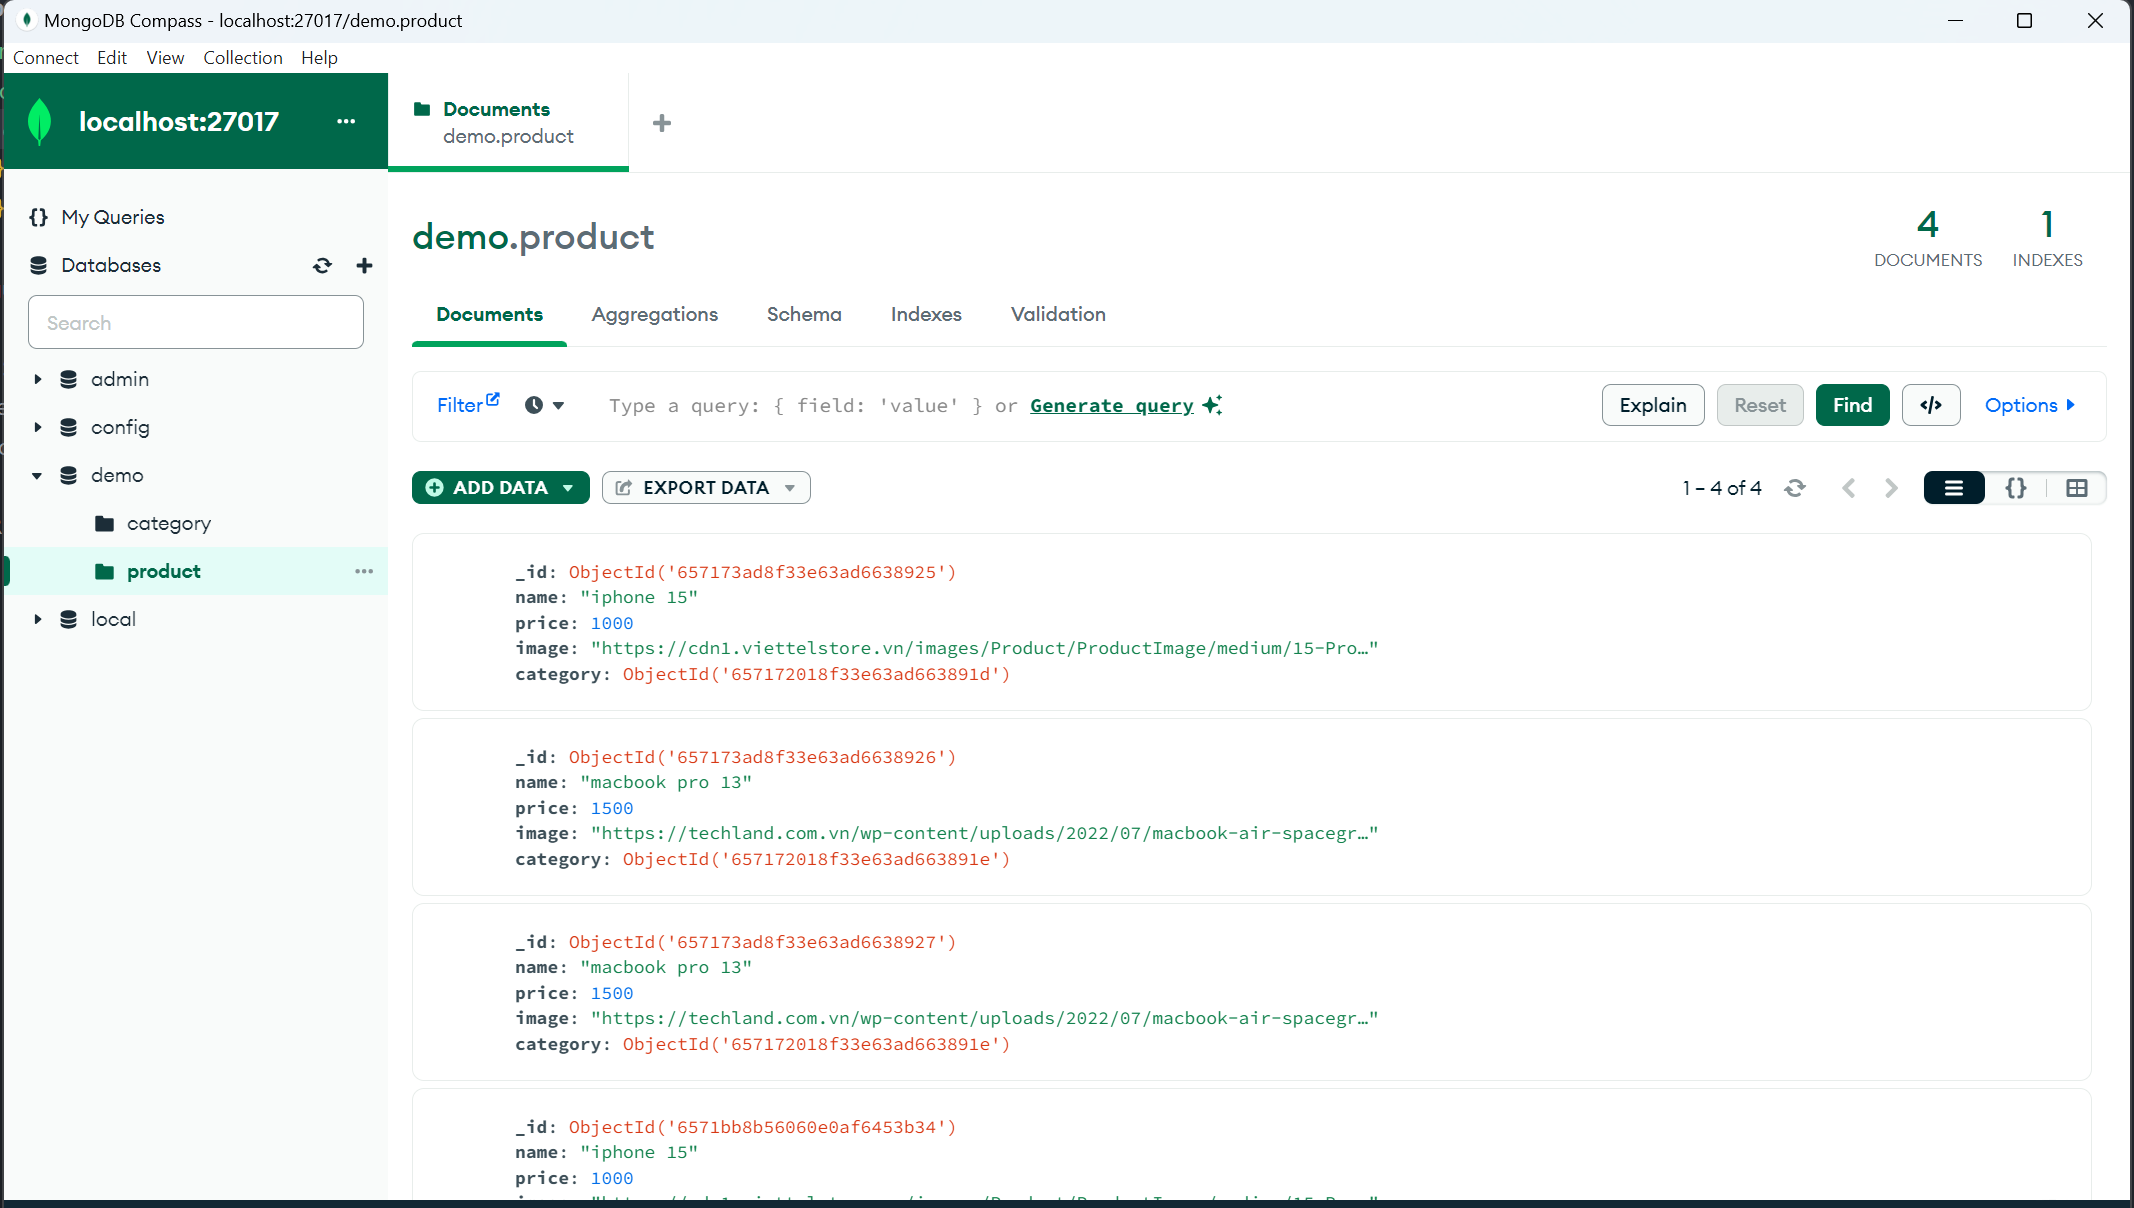 MongoDB Compass - localhost:27017/demo.product
Connect Edit View Collection Help
localhost:27017 ...
Documents
demo.product
My Queries
Databases
Search
admin
config
demo
category
product
local
demo.product
4
DOCUMENTS
1
INDEXES
Documents Aggregations Schema Indexes Validation
Filter Type a query: { field: 'value' } or Generate query Explain Reset Find </> Options
ADD DATA EXPORT DATA 1 – 4 of 4 {}
_id: ObjectId('657173ad8f33e63ad6638925')
name: "iphone 15"
price: 1000
image: "https://cdn1.viettelstore.vn/images/Product/ProductImage/medium/15-Pro…"
category: ObjectId('657172018f33e63ad663891d')
_id: ObjectId('657173ad8f33e63ad6638926')
name: "macbook pro 13"
price: 1500
image: "https://techland.com.vn/wp-content/uploads/2022/07/macbook-air-spacegr…"
category: ObjectId('657172018f33e63ad663891e')
_id: ObjectId('657173ad8f33e63ad6638927')
name: "macbook pro 13"
price: 1500
image: "https://techland.com.vn/wp-content/uploads/2022/07/macbook-air-spacegr…"
category: ObjectId('657172018f33e63ad663891e')
_id: ObjectId('6571bb8b56060e0af6453b34')
name: "iphone 15"
price: 1000